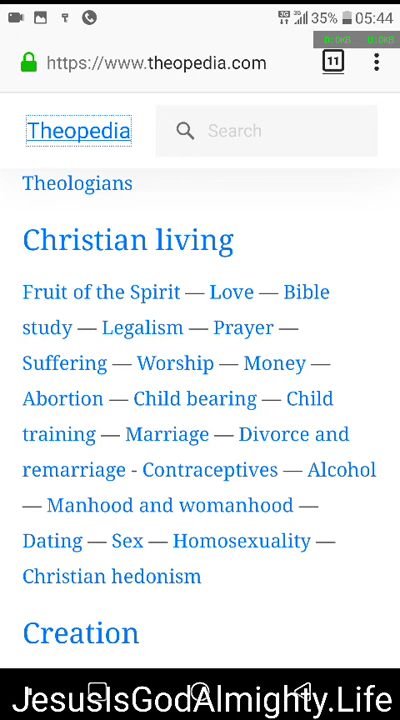 35% 05:44
https://www.theopedia.com 11
Theopedia Search
Theologians
Christian living
Fruit of the Spirit — Love — Bible
study — Legalism — Prayer —
Suffering — Worship — Money —
Abortion — Child bearing — Child
training — Marriage — Divorce and
remarriage - Contraceptives — Alcohol
— Manhood and womanhood —
Dating — Sex — Homosexuality —
Christian hedonism
Creation
JesusIsGodAlmighty.Life